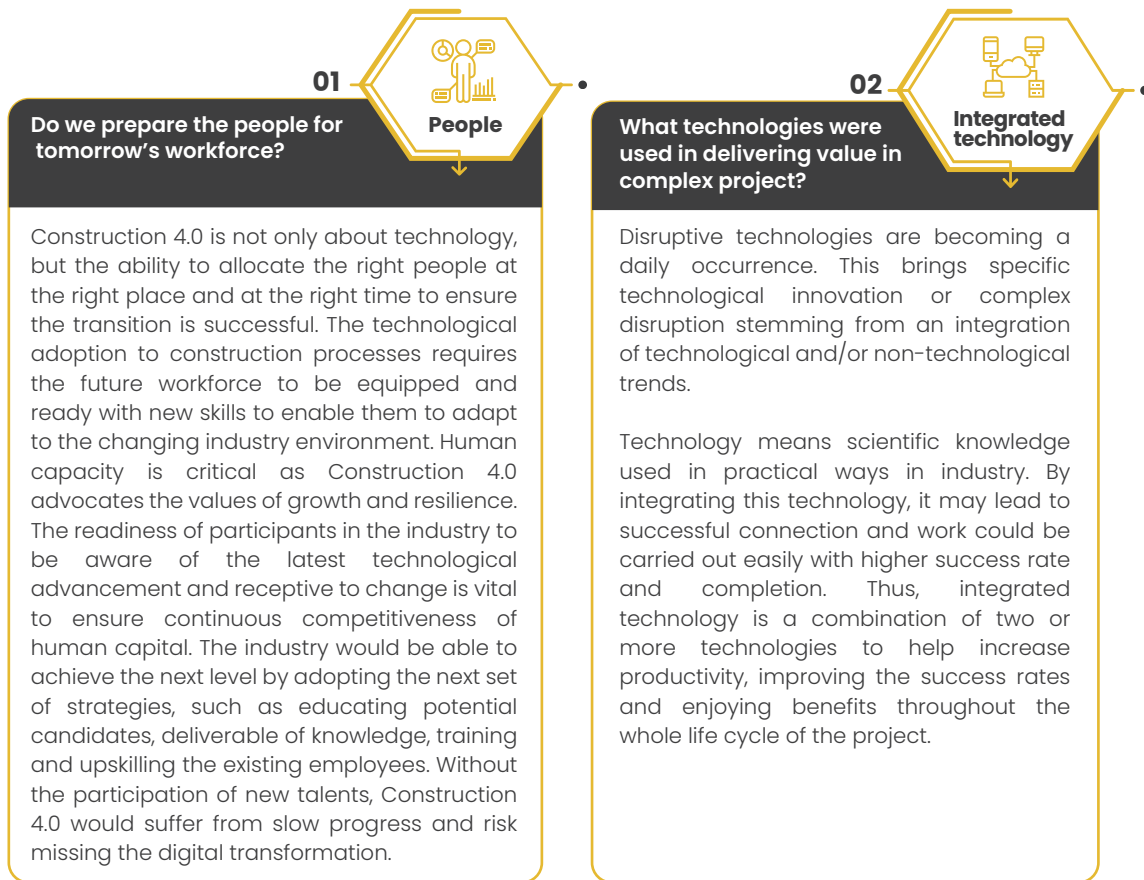 01
People
Do we prepare the people for
tomorrow's workforce?
Construction 4.0 is not only about technology,
but the ability to allocate the right people at
the right place and at the right time to ensure
the transition is successful. The technological
adoption to construction processes requires
the future workforce to be equipped and
ready with new skills to enable them to adapt
to the changing industry environment. Human
capacity is critical as Construction 4.0
advocates the values of growth and resilience.
The readiness of participants in the industry to
be aware of the latest technological
advancement and receptive to change is vital
to ensure continuous competitiveness of
human capital. The industry would be able to
achieve the next level by adopting the next set
of strategies, such as educating potential
candidates, deliverable of knowledge, training
and upskilling the existing employees. Without
the participation of new talents, Construction
4.0 would suffer from slow progress and risk
missing the digital transformation.
02
Integrated
technology
What technologies were
used in delivering value in
complex project?
Disruptive technologies are becoming a
daily occurrence. This brings specific
technological innovation or complex
disruption stemming from an integration
of technological and/or non-technological
trends.
Technology means scientific knowledge
used in practical ways in industry. By
integrating this technology, it may lead to
successful connection and work could be
carried out easily with higher success rate
and completion. Thus, integrated
technology is a combination of two or
more technologies to help increase
productivity, improving the success rates
and enjoying benefits throughout the
whole life cycle of the project.